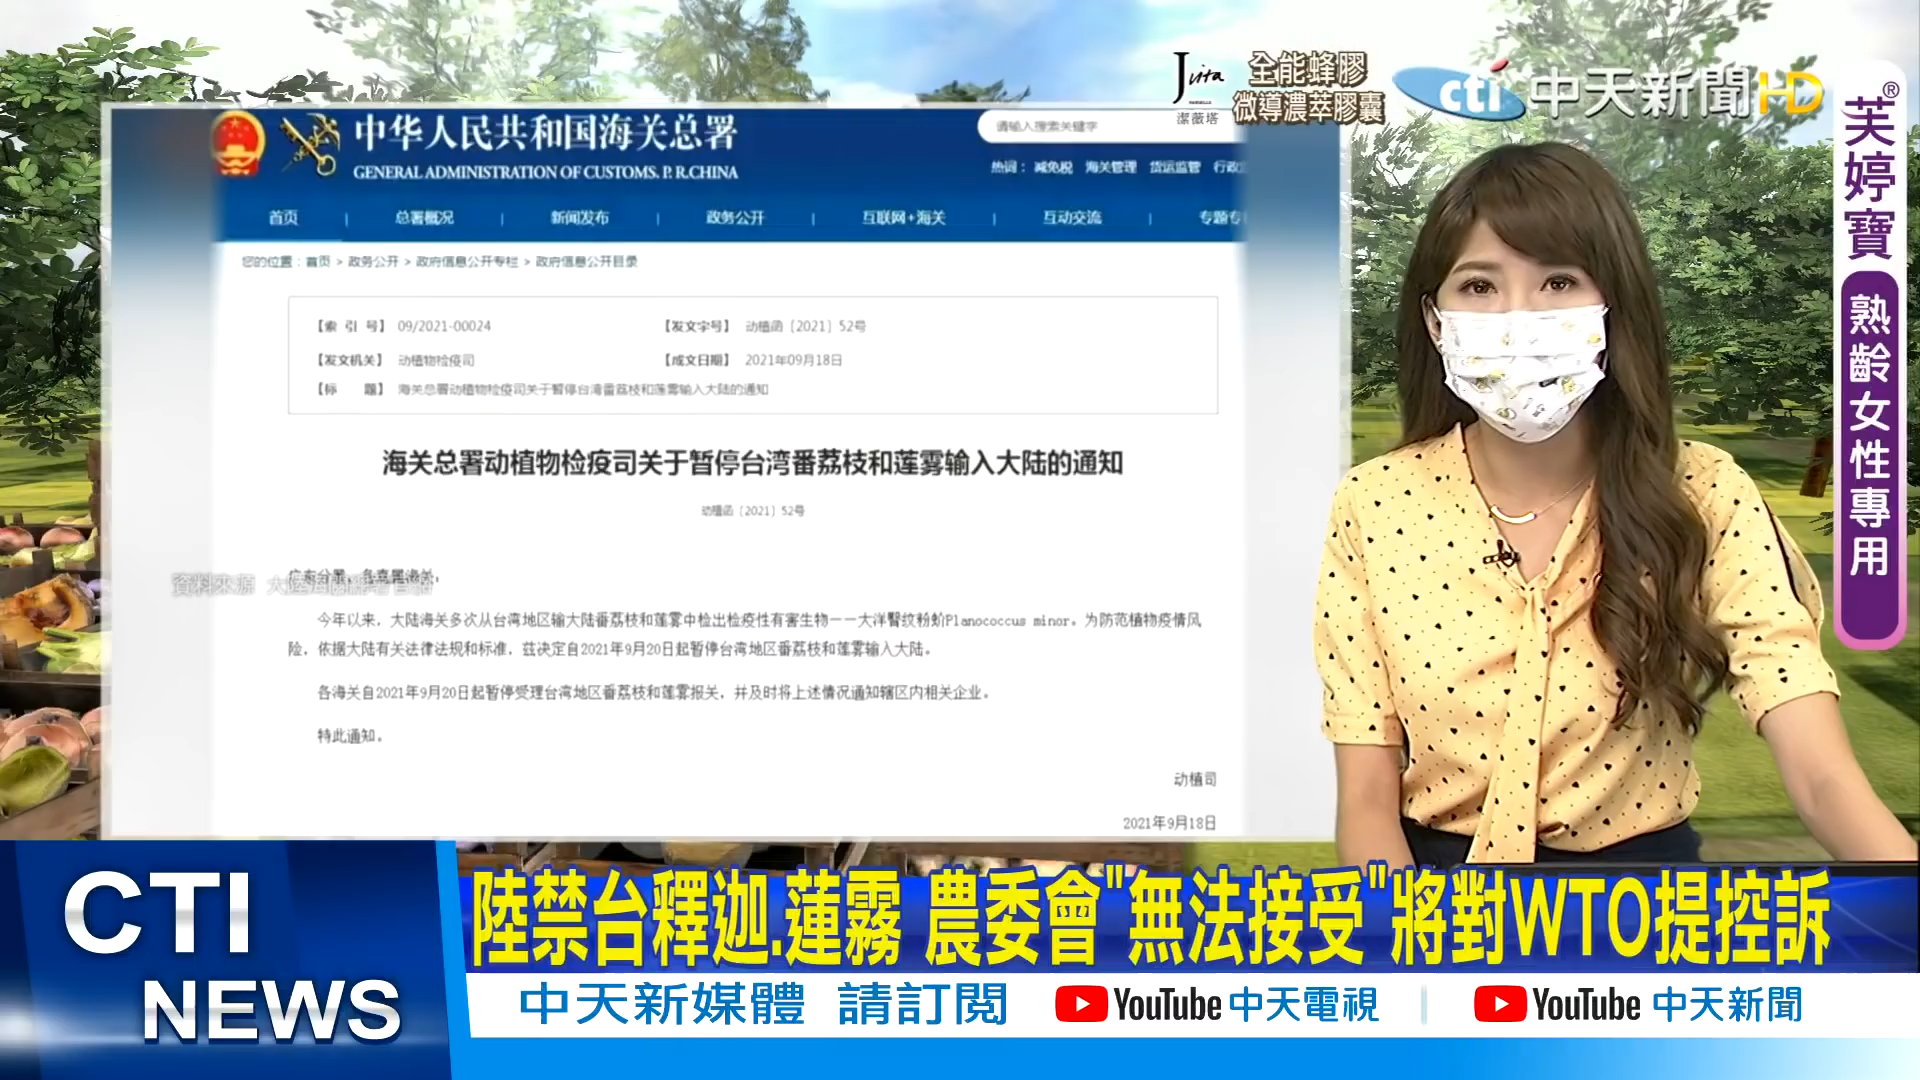 Jvita
潔薇塔
全能蜂膠
微導濃萃膠囊
cti 中天新聞HD
芙婷寶®
熟齡女性專用
中华人民共和国海关总署
GENERAL ADMINISTRATION OF CUSTOMS. P. R.CHINA
请输入搜索关键字
热词： 减免税 海关管理 货运监管 行政
首页 | 总署概况 | 新闻发布 | 政务公开 | 互联网+海关 | 互动交流 | 专题专
您的位置：首页 > 政务公开 > 政府信息公开专栏 > 政府信息公开目录
【索 引 号】 09/2021-00024 【发文字号】 动植函〔2021〕52号
【发文机关】 动植物检疫司 【成文日期】 2021年09月18日
【标 题】 海关总署动植物检疫司关于暂停台湾番荔枝和莲雾输入大陆的通知
海关总署动植物检疫司关于暂停台湾番荔枝和莲雾输入大陆的通知
动植函〔2021〕52号
资料來源 大陸海關總署官網
今年以来，大陆海关多次从台湾地区输大陆番荔枝和莲雾中检出检疫性有害生物——大洋臀纹粉蚧Planococcus minor。为防范植物疫情风
险，依据大陆有关法律法规和标准，兹决定自2021年9月20日起暂停台湾地区番荔枝和莲雾输入大陆。
各海关自2021年9月20日起暂停受理台湾地区番荔枝和莲雾报关，并及时将上述情况通知辖区内相关企业。
特此通知。
动植司
2021年9月18日
CTI
NEWS
陸禁台釋迦.蓮霧 農委會"無法接受"將對WTO提控訴
中天新媒體 請訂閱 YouTube 中天電視 | YouTube 中天新聞